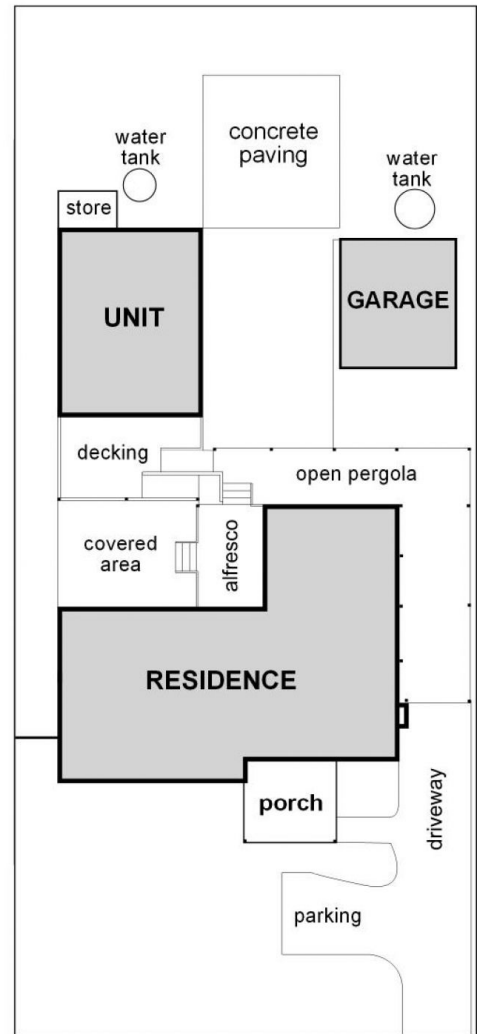 concrete
paving
water
tank
water
tank
store
UNIT
GARAGE
decking
open pergola
covered
area
alfresco
RESIDENCE
porch
driveway
parking